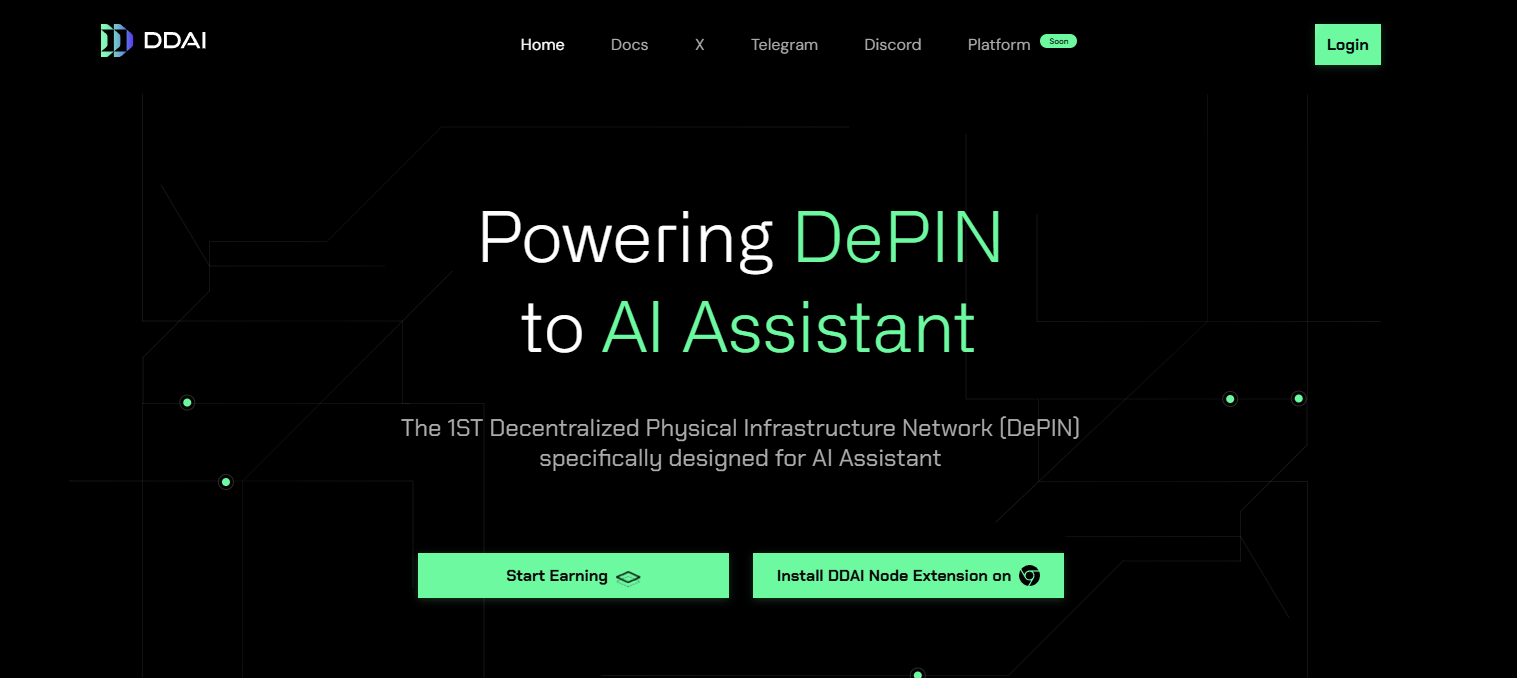 DDAI
Home
Docs
X
Telegram
Discord
Platform
Soon
Login
Powering DePIN
to AI Assistant
The 1ST Decentralized Physical Infrastructure Network (DePIN)
specifically designed for AI Assistant
Start Earning
Install DDAI Node Extension on